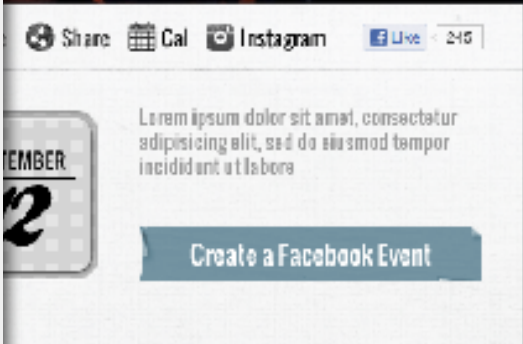 Share Cal Instagram Like 245
Lorem ipsum dolor sit amet, consectetur
adipisicing elit, sed do eiusmod tempor
incididunt ut labore
TEMBER
2
Create a Facebook Event